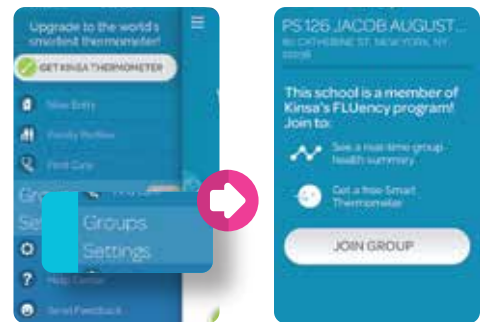 Upgrade to the world's
smartest thermometer!
GET KINSA THERMOMETER
New Entry
Family Profiles
Find Care
Groups
Settings
Help Center
Send Feedback
PS 126 JACOB AUGUST...
80 CATHERINE ST, NEW YORK, NY,
10038
This school is a member of
Kinsa's FLUency program!
Join to:
See a real-time group
health summary
Get a free Smart
Thermometer
JOIN GROUP